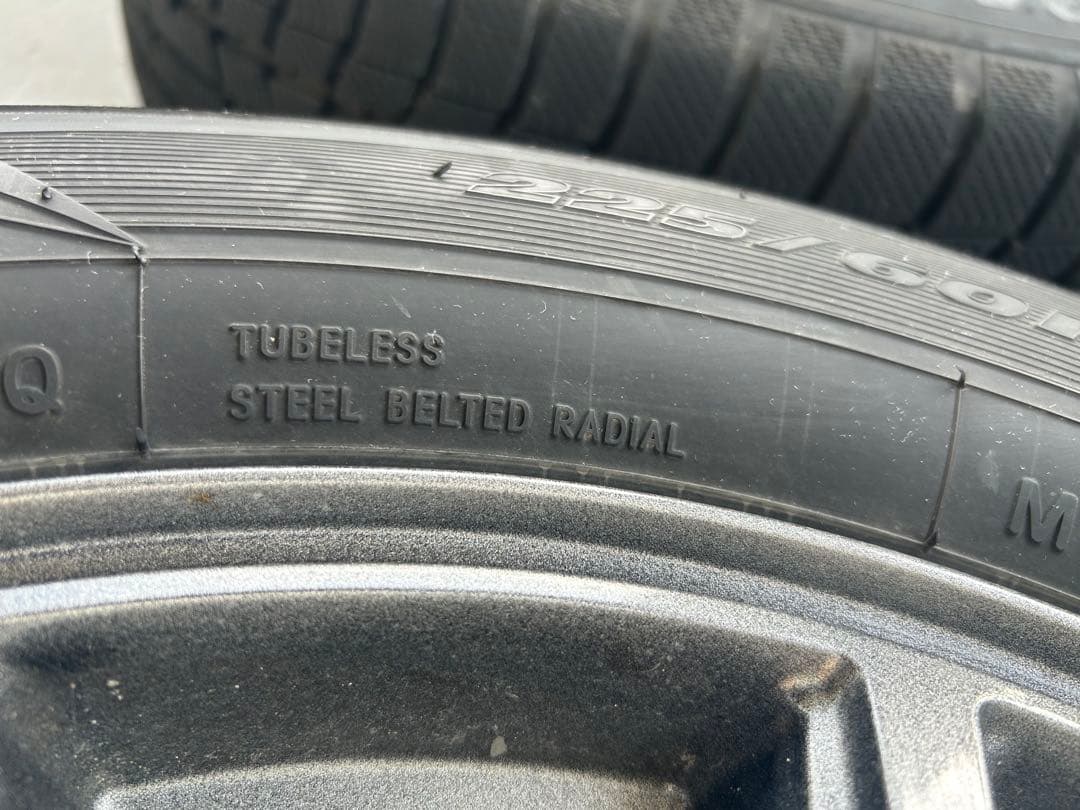 225/60
Q
TUBELESS
STEEL BELTED RADIAL
M